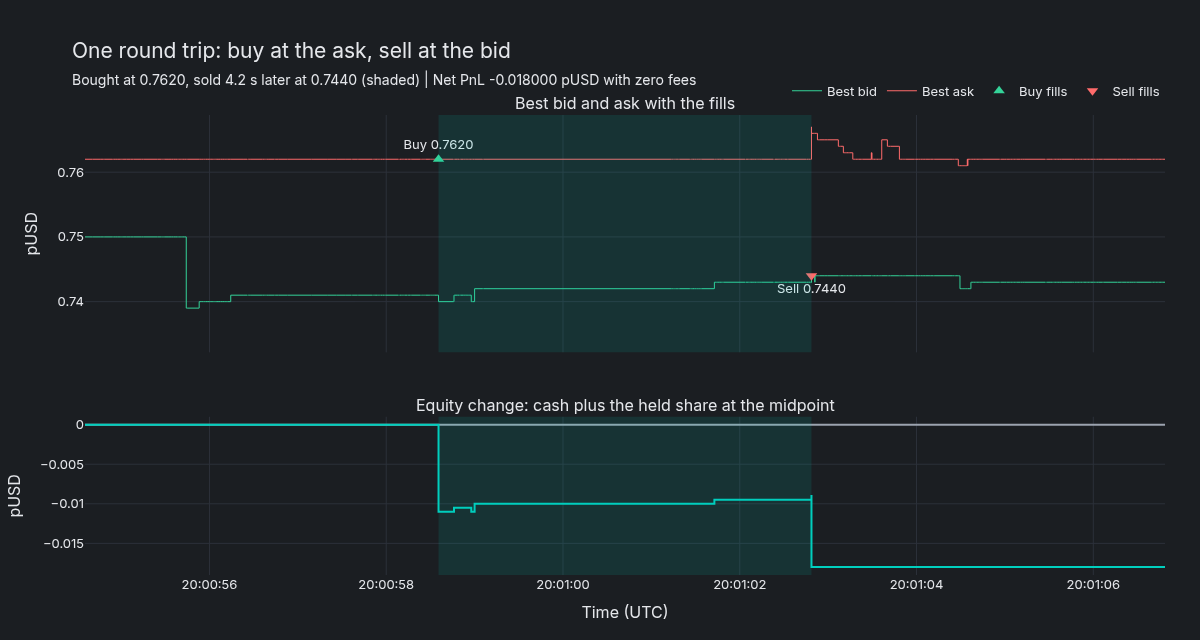 One round trip: buy at the ask, sell at the bid
Bought at 0.7620, sold 4.2 s later at 0.7440 (shaded) | Net PnL -0.018000 pUSD with zero fees
Best bid
Best ask
Buy fills
Sell fills
Best bid and ask with the fills
Buy 0.7620
0.76
0.75
0.74
pUSD
Sell 0.7440
Equity change: cash plus the held share at the midpoint
0
−0.005
−0.01
−0.015
pUSD
20:00:56
20:00:58
20:01:00
20:01:02
20:01:04
20:01:06
Time (UTC)